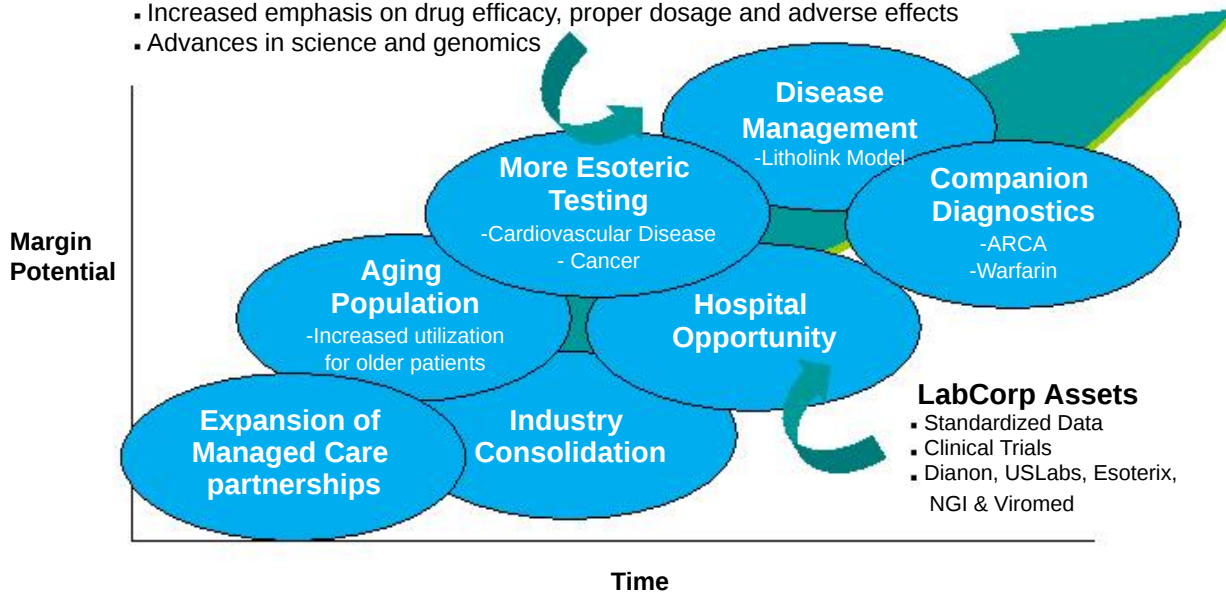 ▪ Increased emphasis on drug efficacy, proper dosage and adverse effects
▪ Advances in science and genomics
Disease
Management
-Litholink Model
More Esoteric
Testing
-Cardiovascular Disease
- Cancer
Companion
Diagnostics
-ARCA
-Warfarin
Margin
Potential
Aging
Population
-Increased utilization
for older patients
Hospital
Opportunity
Expansion of
Managed Care
partnerships
Industry
Consolidation
LabCorp Assets
▪ Standardized Data
▪ Clinical Trials
▪ Dianon, USLabs, Esoterix,
NGI & Viromed
Time